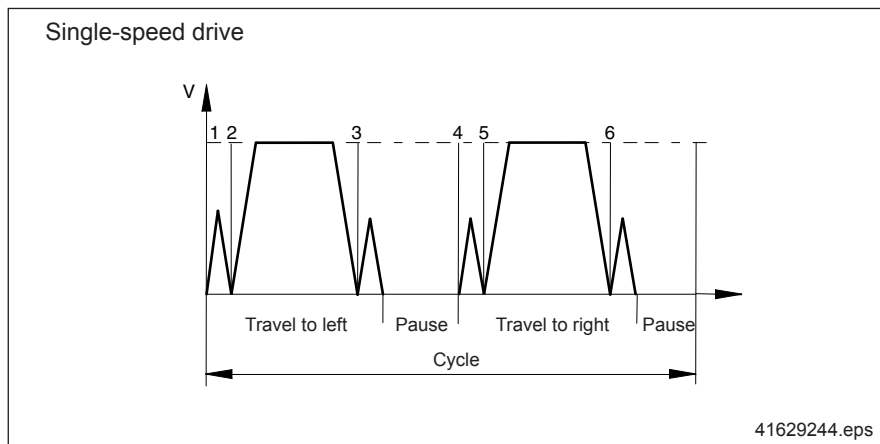 Single-speed drive
V
1 2 3 4 5 6
Travel to left Pause Travel to right Pause
Cycle
41629244.eps